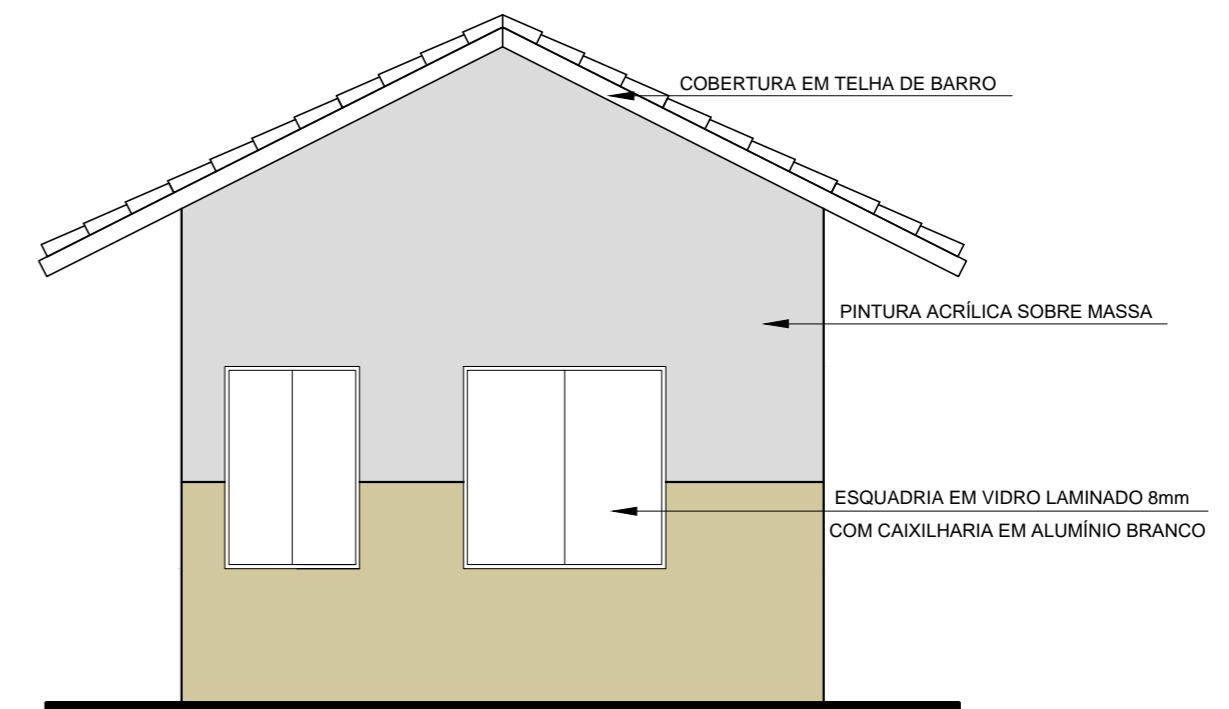 COBERTURA EM TELHA DE BARRO
PINTURA ACRÍLICA SOBRE MASSA
ESQUADRIA EM VIDRO LAMINADO 8mm
COM CAIXILHARIA EM ALUMÍNIO BRANCO